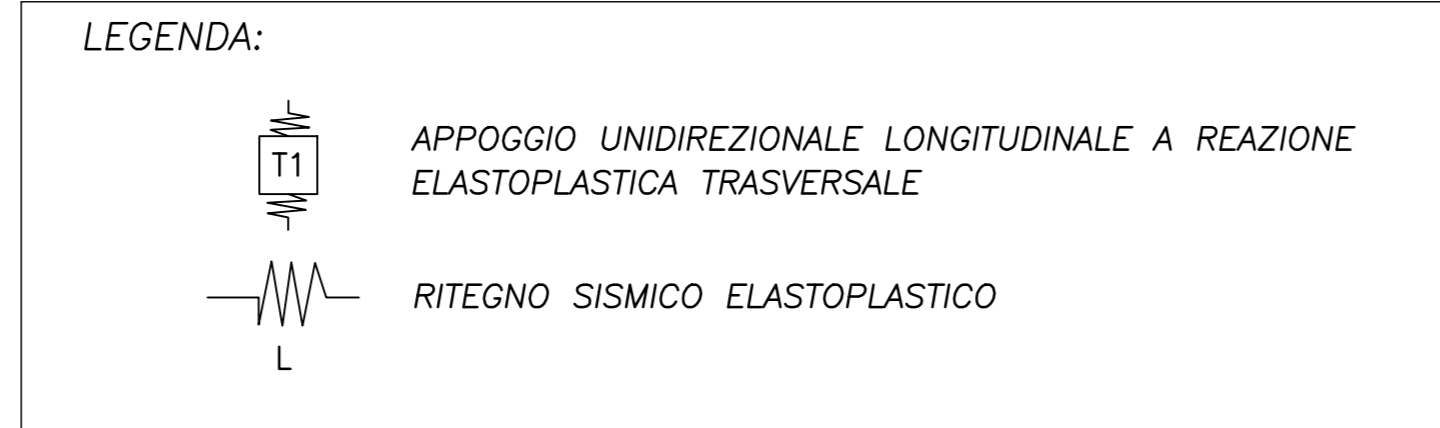 LEGENDA:
T1
APPOGGIO UNIDIREZIONALE LONGITUDINALE A REAZIONE
ELASTOPLASTICA TRASVERSALE
RITEGNO SISMICO ELASTOPLASTICO
L